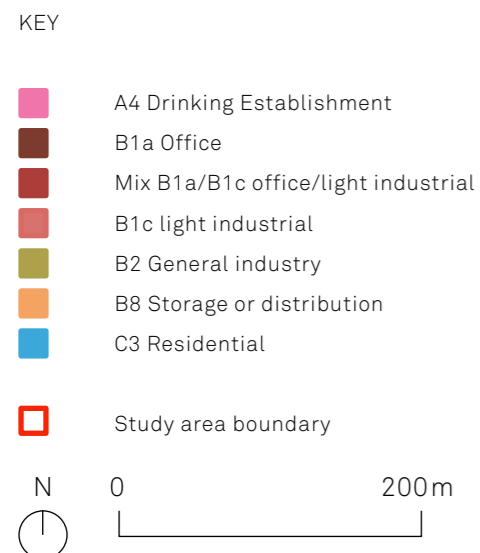 KEY
A4 Drinking Establishment
B1a Office
Mix B1a/B1c office/light industrial
B1c light industrial
B2 General industry
B8 Storage or distribution
C3 Residential
Study area boundary
N 0 200m